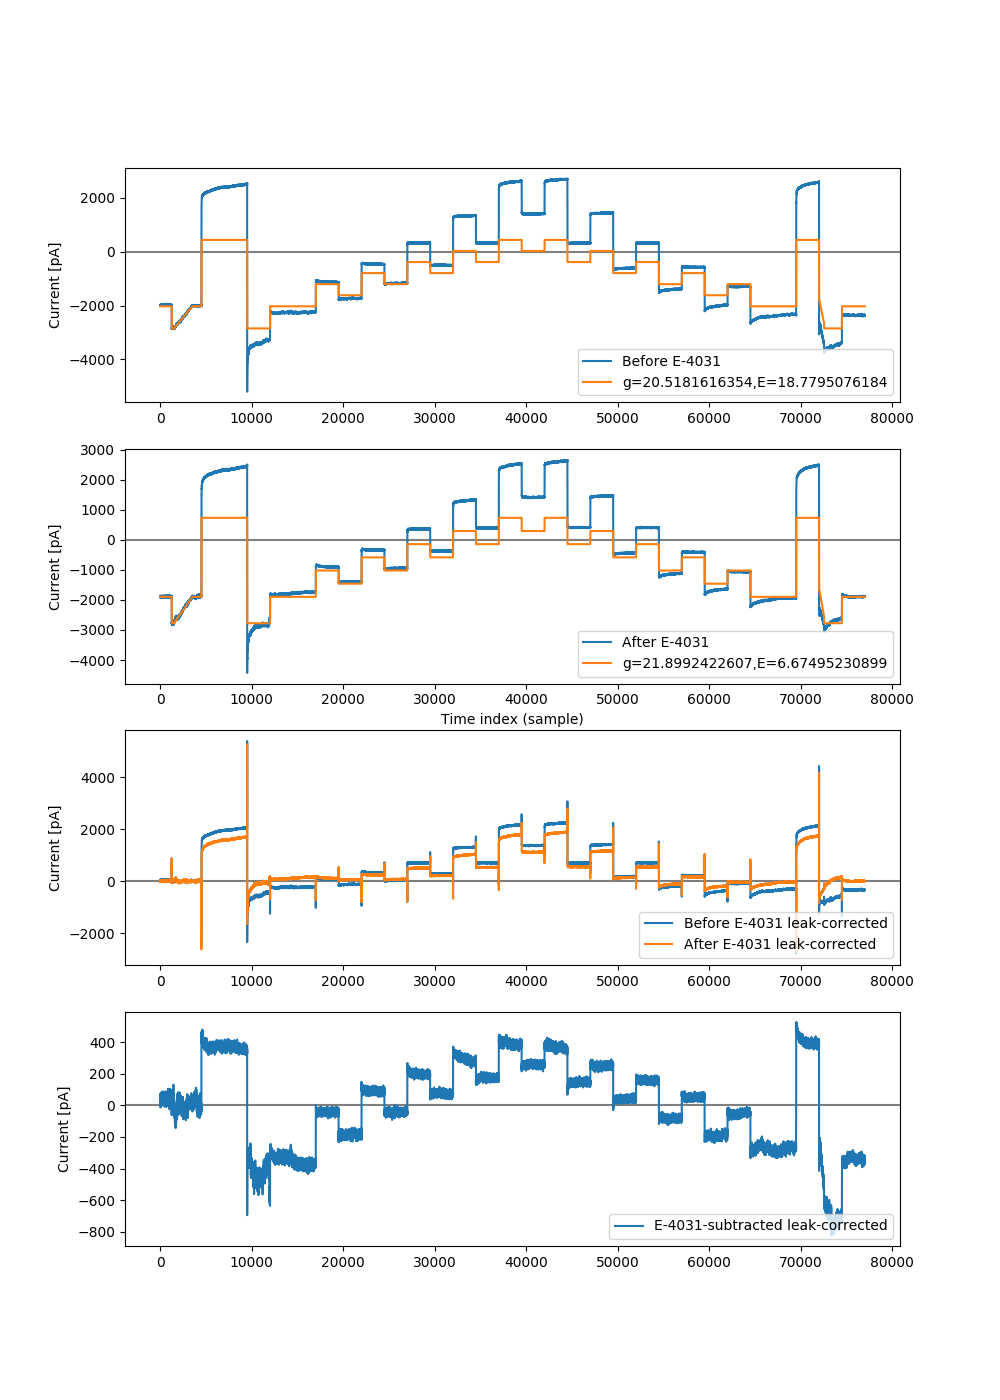 2000
0
−2000
−4000
Current [pA]
Before E-4031
g=20.5181616354,E=18.7795076184
0 10000 20000 30000 40000 50000 60000 70000 80000
3000
2000
1000
0
−1000
−2000
−3000
−4000
Current [pA]
After E-4031
g=21.8992422607,E=6.67495230899
0 10000 20000 30000 40000 50000 60000 70000 80000
Time index (sample)
4000
2000
0
−2000
Current [pA]
Before E-4031 leak-corrected
After E-4031 leak-corrected
0 10000 20000 30000 40000 50000 60000 70000 80000
400
200
0
−200
−400
−600
−800
Current [pA]
E-4031-subtracted leak-corrected
0 10000 20000 30000 40000 50000 60000 70000 80000